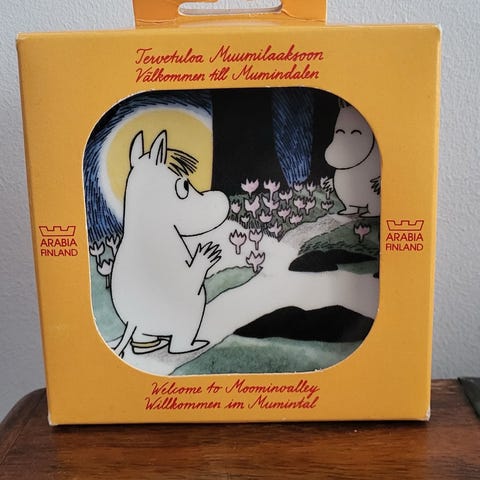 Tervetuloa Muumilaaksoon
Välkommen till Mumindalen
ARABIA
FINLAND
ARABIA
FINLAND
Welcome to Moominvalley
Willkommen im Mumintal